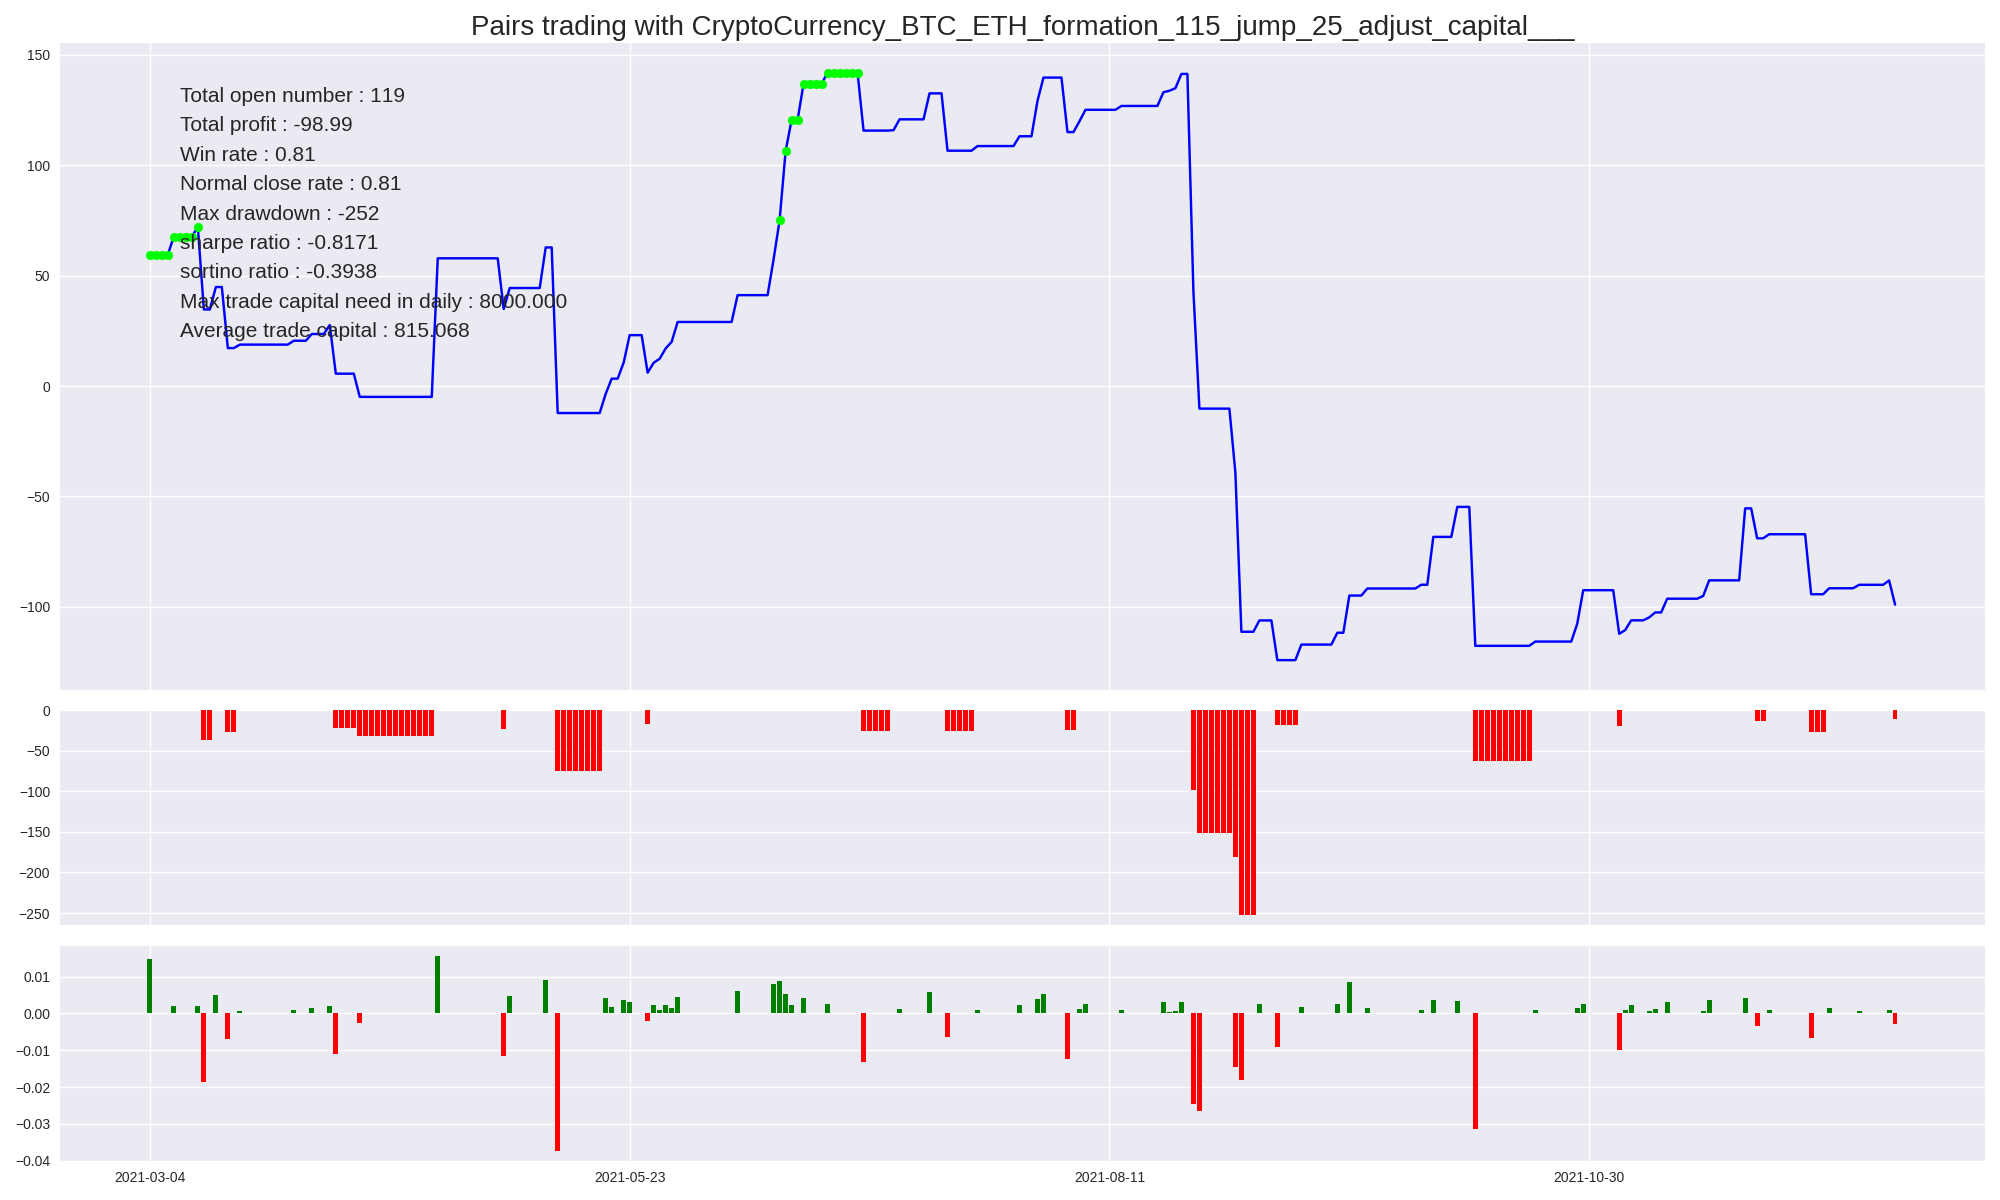 Pairs trading with CryptoCurrency_BTC_ETH_formation_115_jump_25_adjust_capital___
150
Total open number : 119
Total profit : -98.99
Win rate : 0.81
100
Normal close rate : 0.81
Max drawdown : -252
sharpe ratio : -0.8171
sortino ratio : -0.3938
50
Max trade capital need in daily : 8000.000
Average trade capital : 815.068
0
−50
−100
0
−50
−100
−150
−200
−250
0.01
0.00
−0.01
−0.02
−0.03
−0.04
2021-03-04 2021-05-23 2021-08-11 2021-10-30